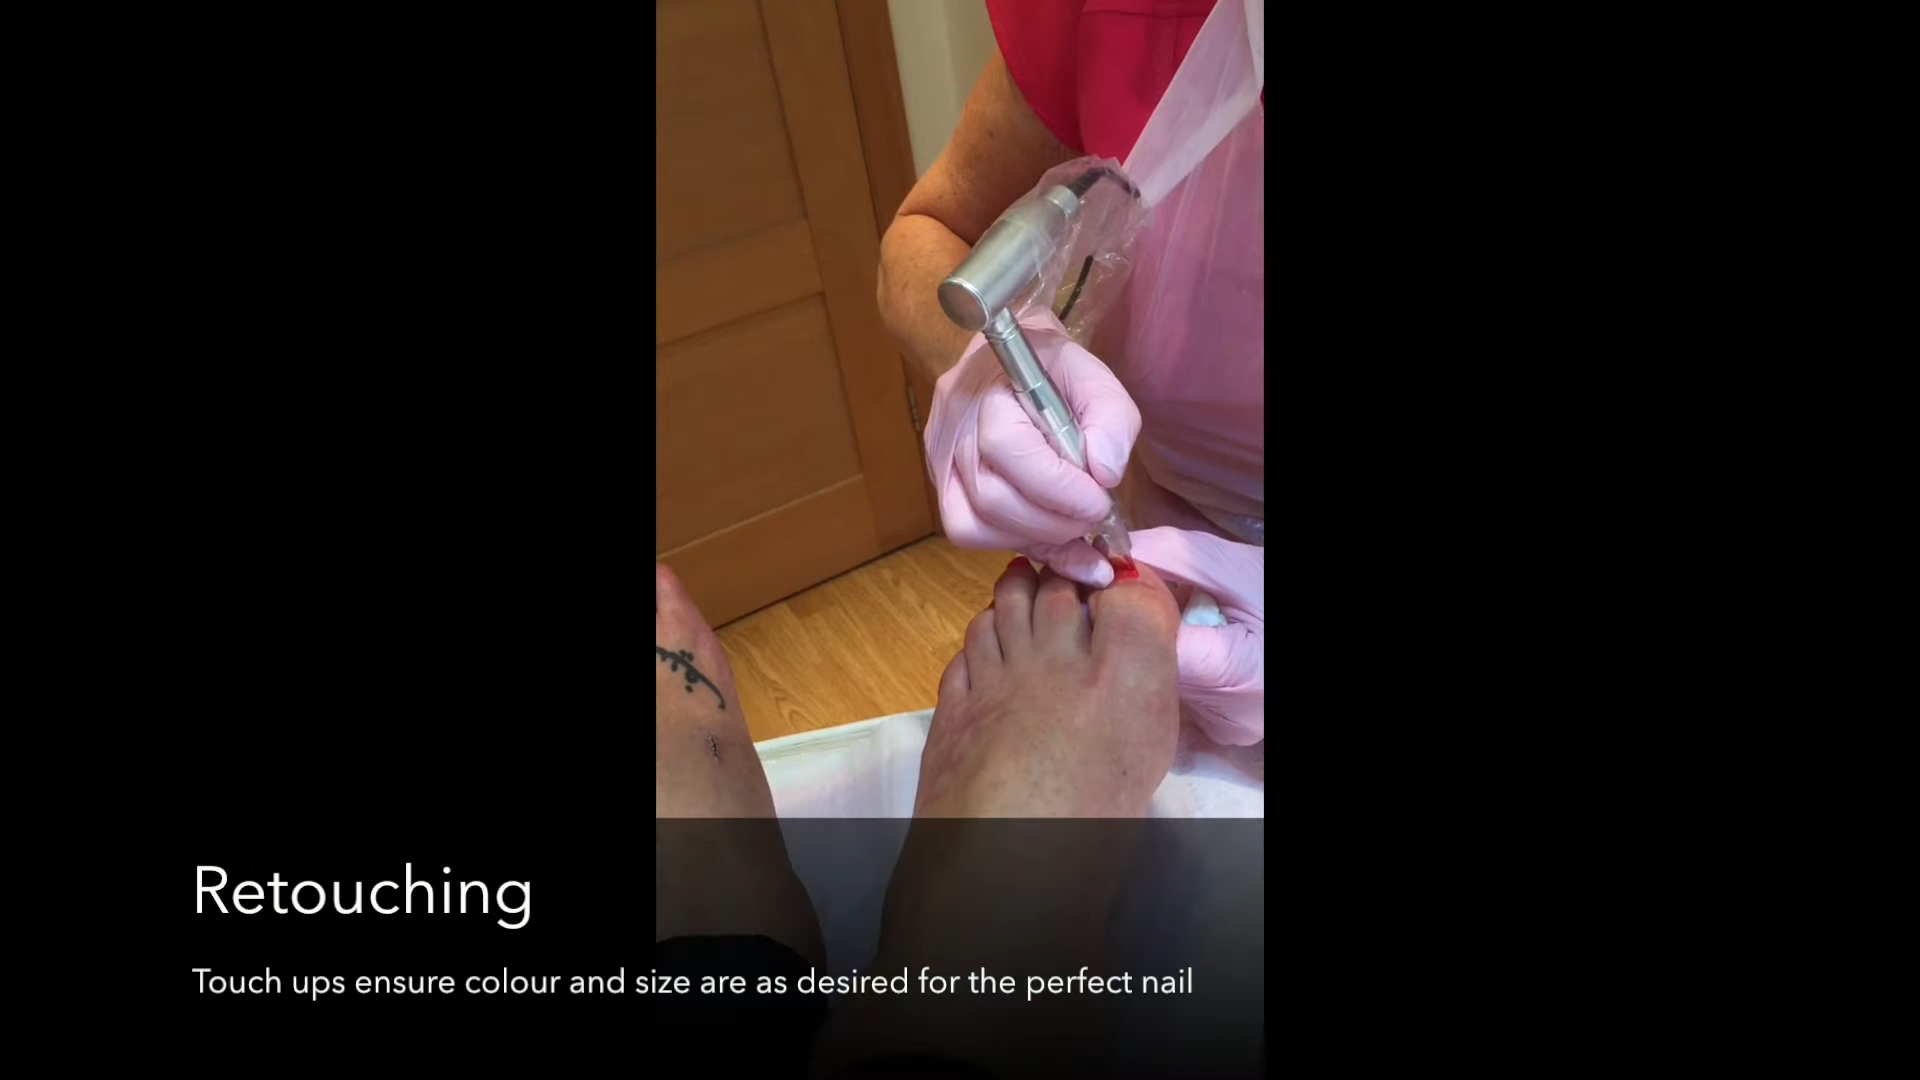 Retouching
Touch ups ensure colour and size are as desired for the perfect nail